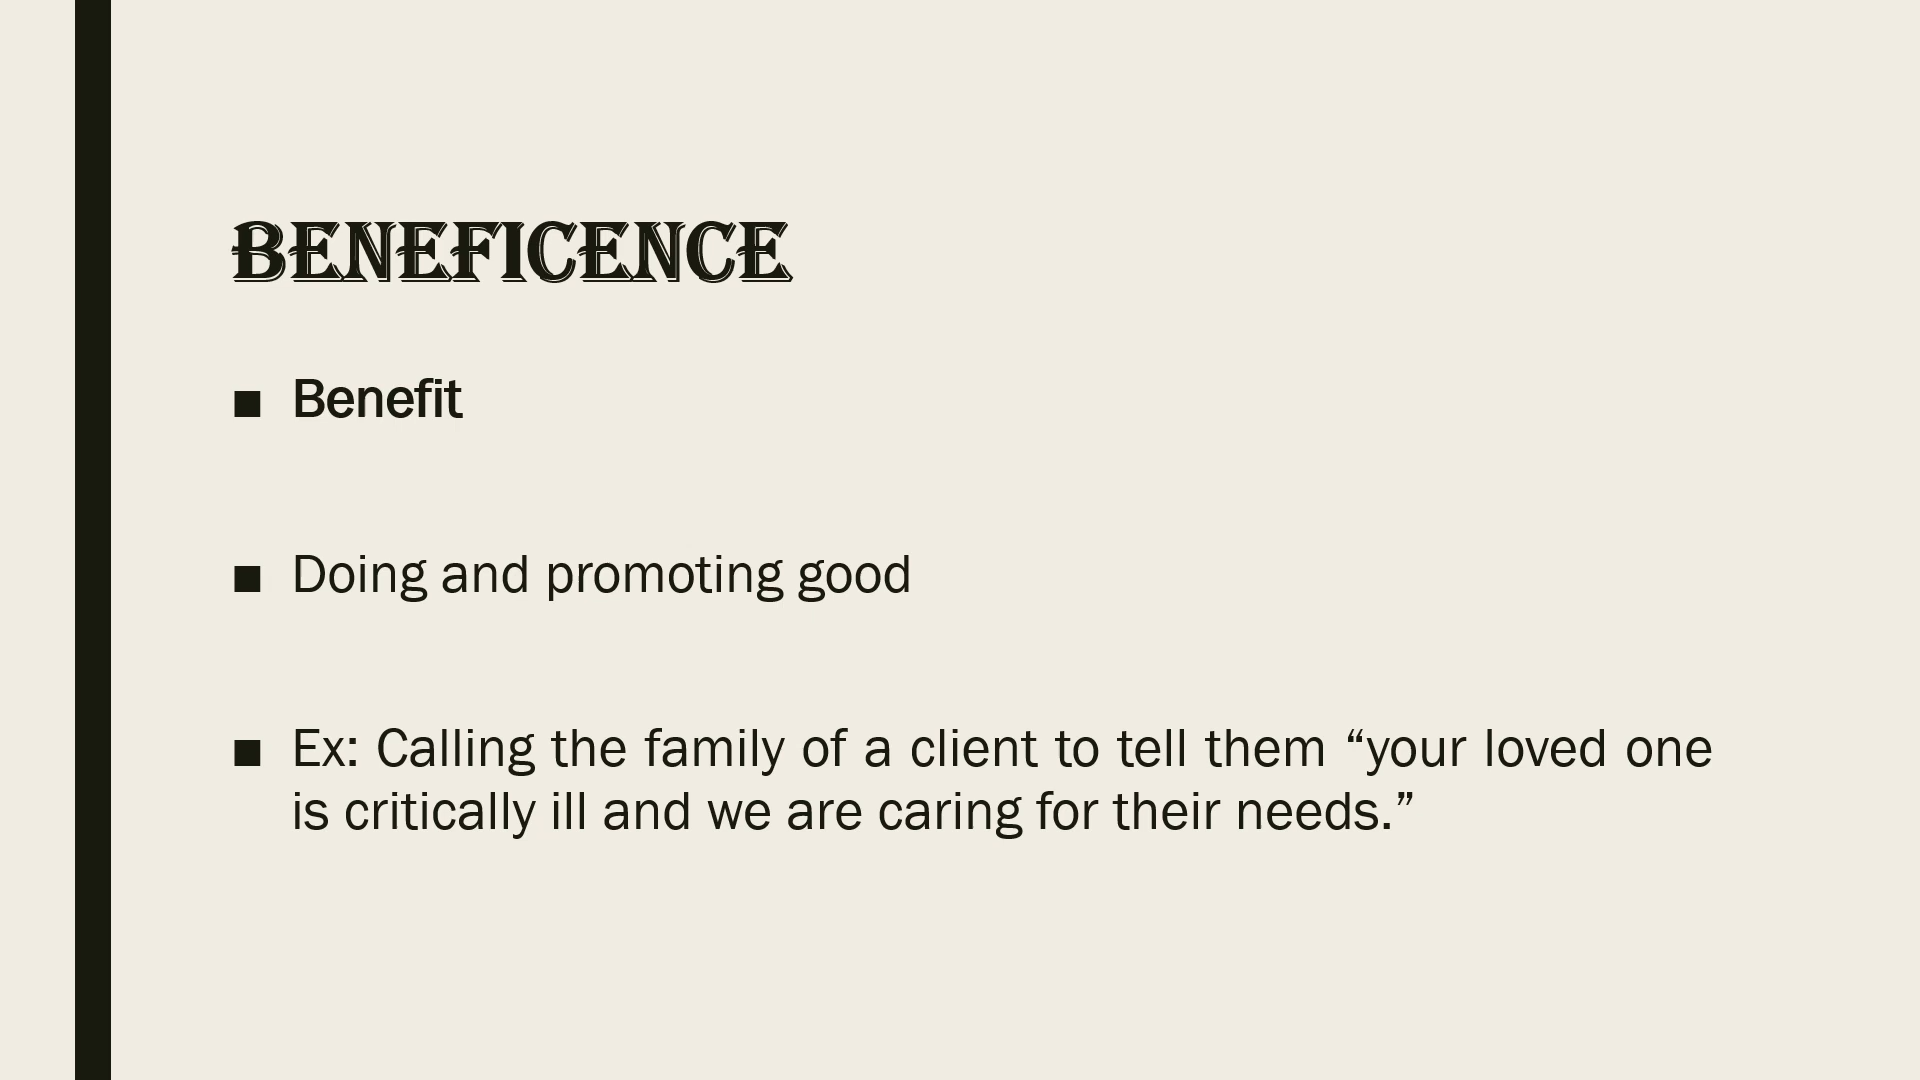 BENEFICENCE
■ Benefit
■ Doing and promoting good
■ Ex: Calling the family of a client to tell them “your loved one
is critically ill and we are caring for their needs.”